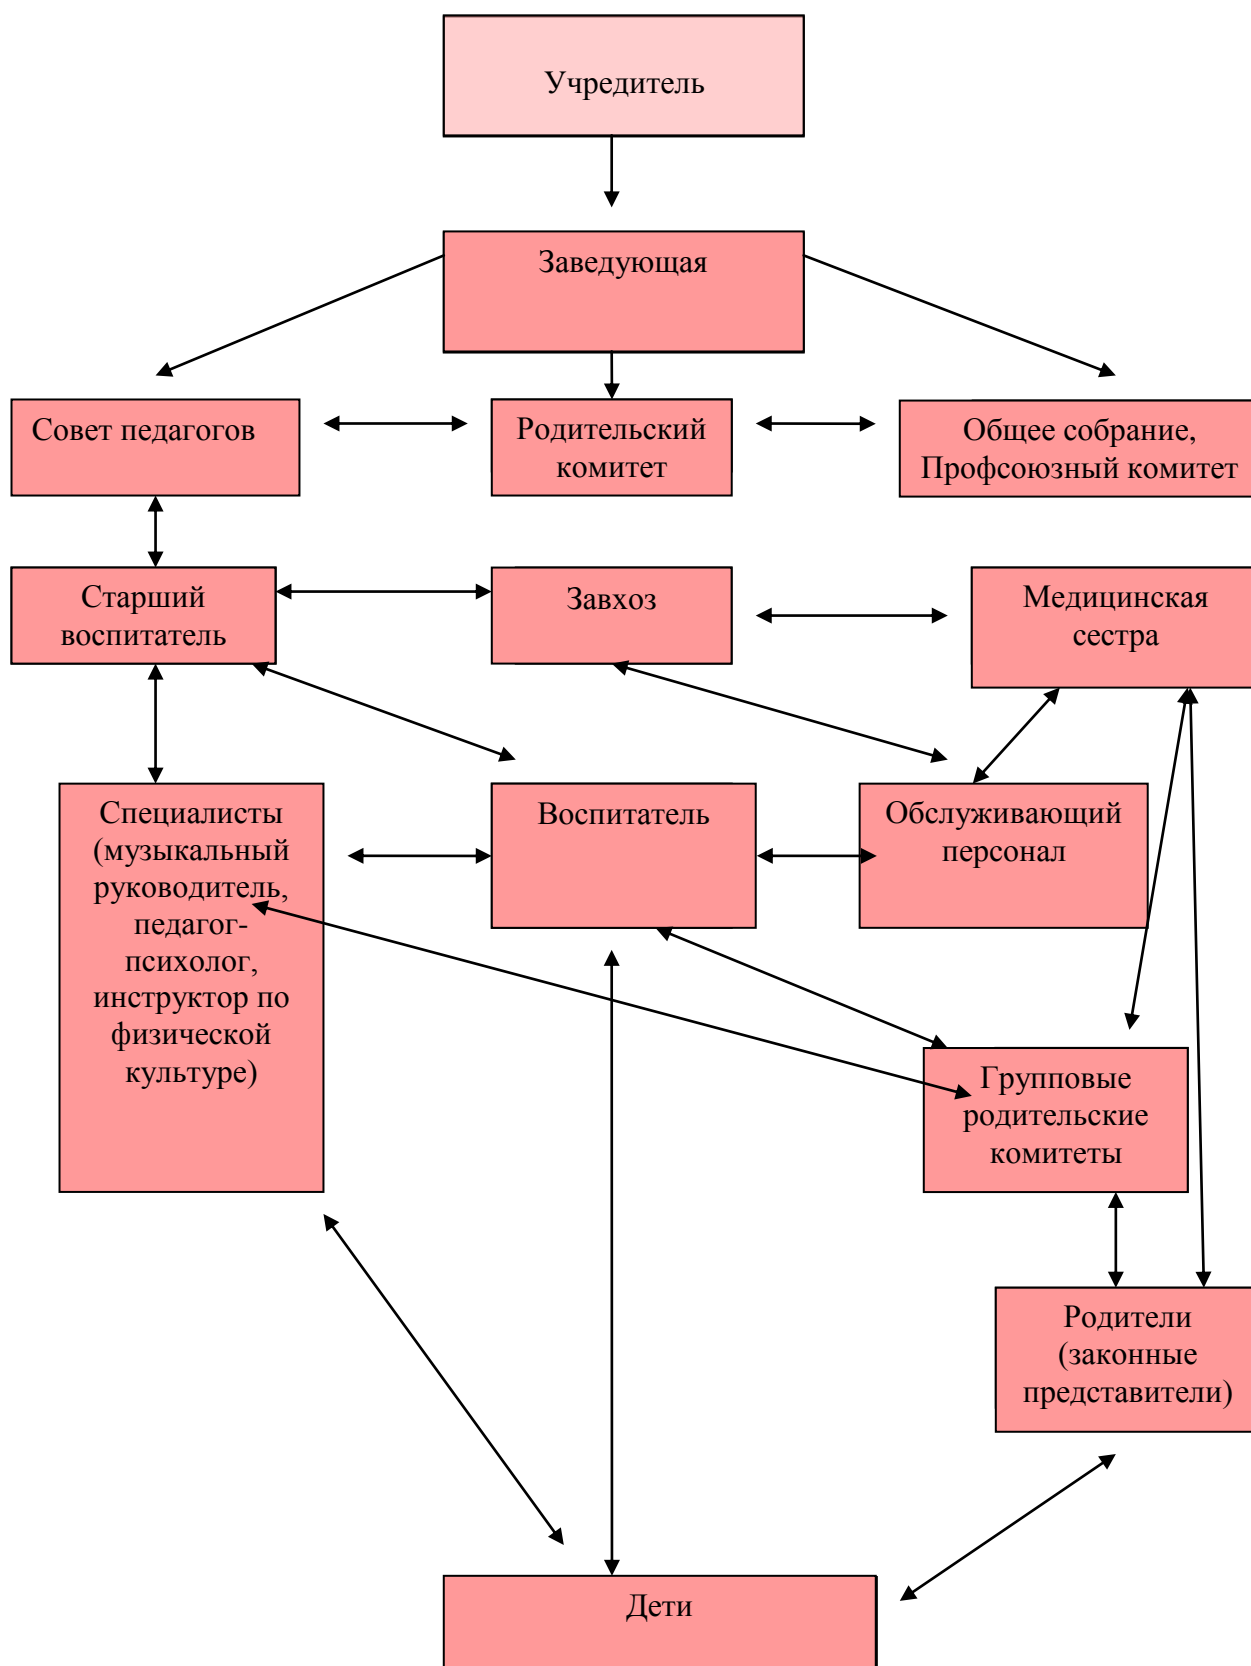 Учредитель
Заведующая
Совет педагогов
Родительский
комитет
Общее собрание,
Профсоюзный комитет
Старший
воспитатель
Завхоз
Медицинская
сестра
Специалисты
(музыкальный
руководитель,
педагог-
психолог,
инструктор по
физической
культуре)
Воспитатель
Обслуживающий
персонал
Групповые
родительские
комитеты
Родители
(законные
представители)
Дети